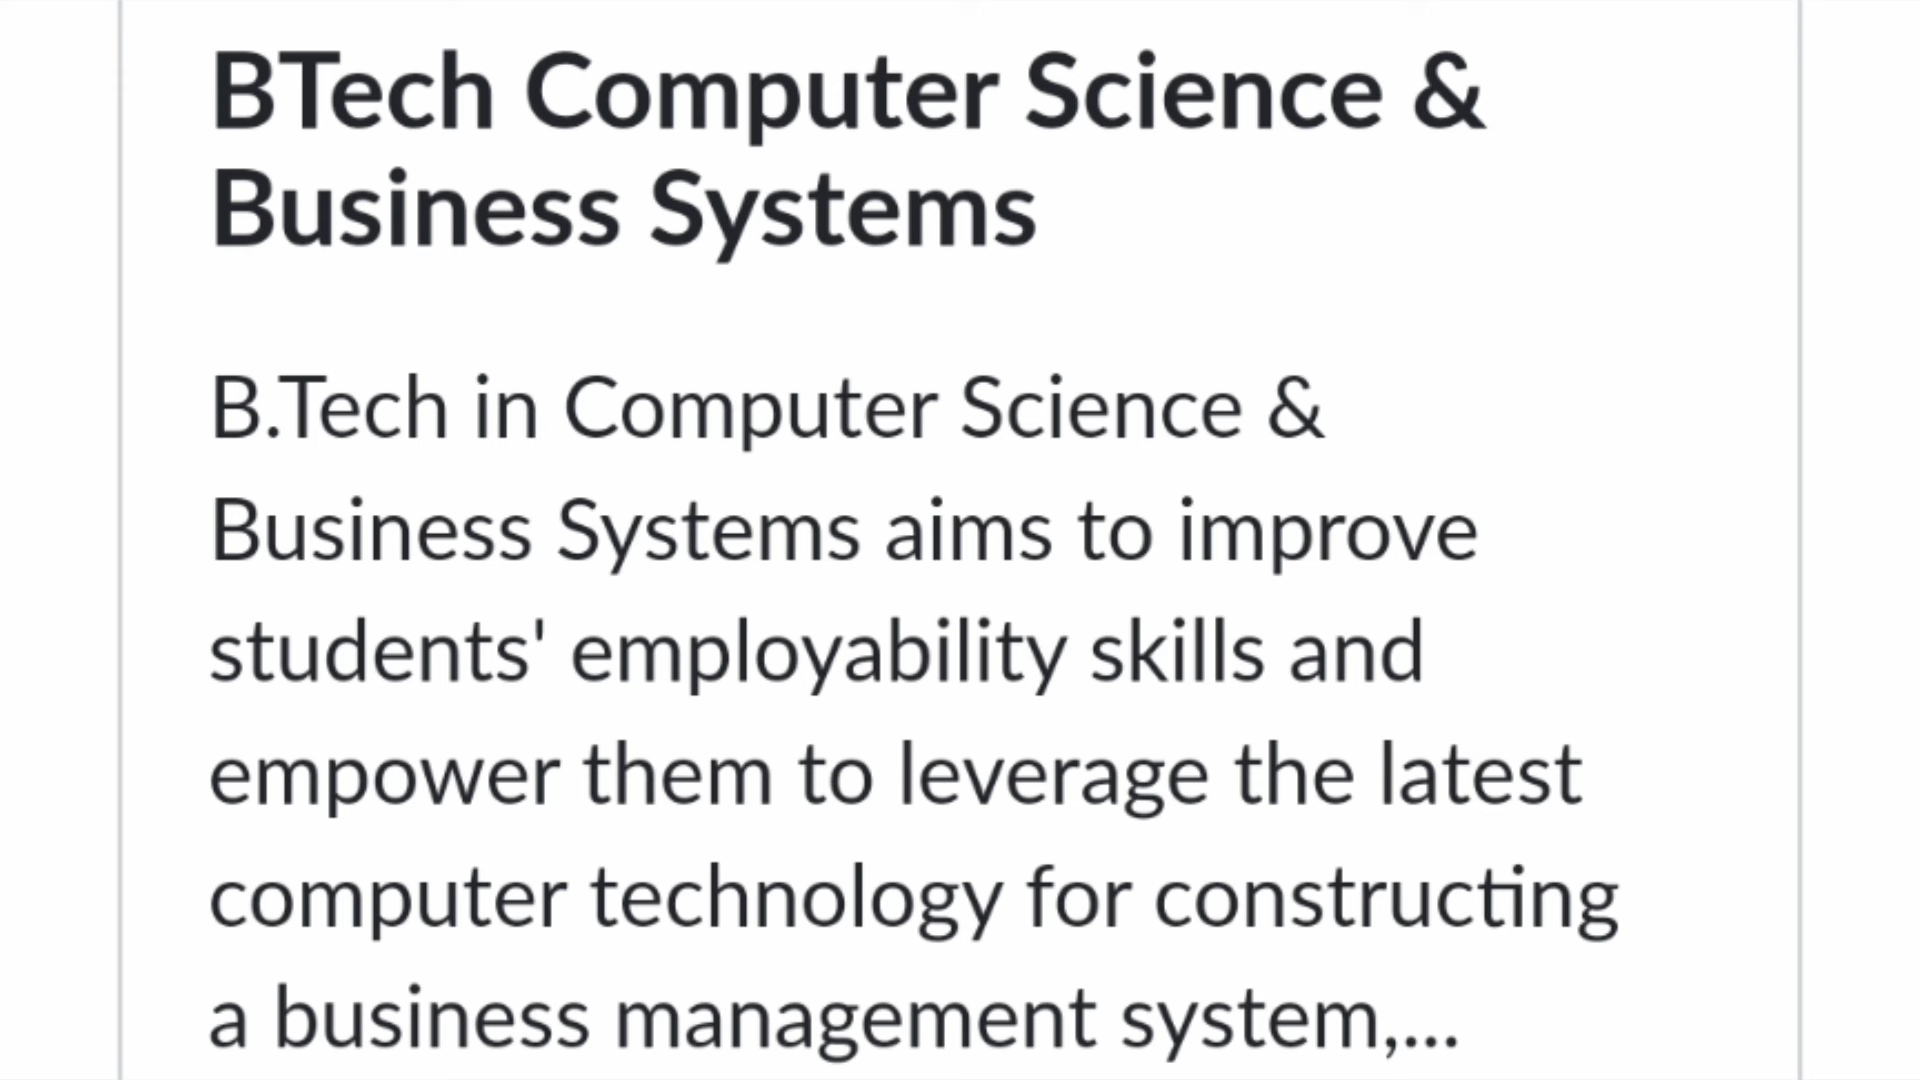 BTech Computer Science &
Business Systems
B.Tech in Computer Science &
Business Systems aims to improve
students' employability skills and
empower them to leverage the latest
computer technology for constructing
a business management system,...